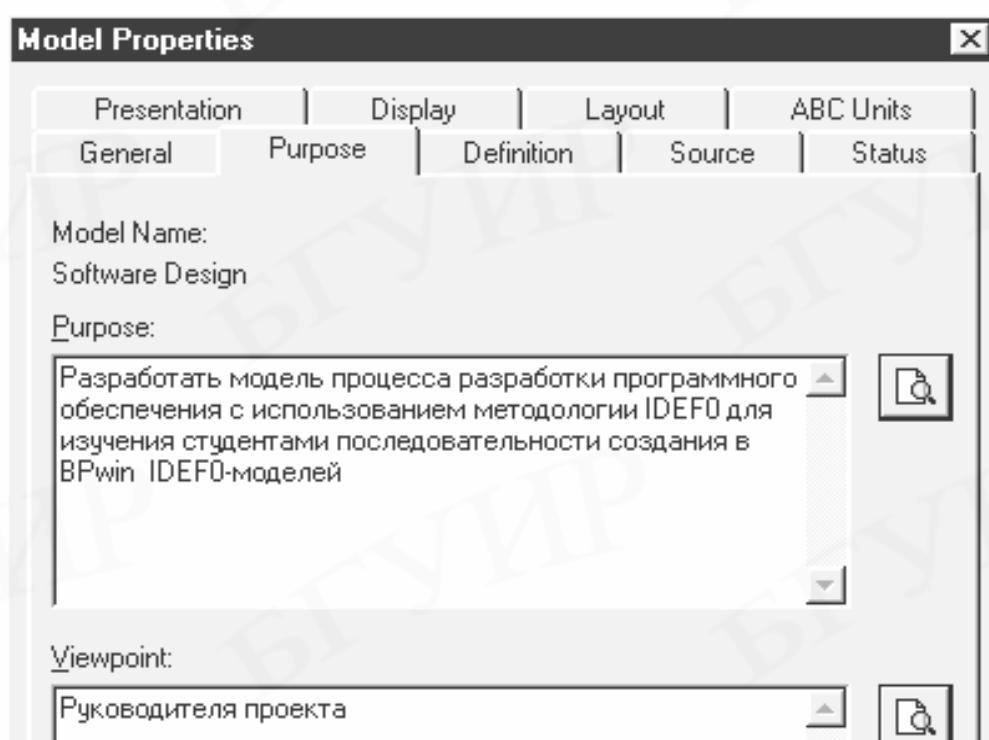 Model Properties
Presentation Display Layout ABC Units
General Purpose Definition Source Status
Model Name:
Software Design
Purpose:
Разработать модель процесса разработки программного
обеспечения с использованием методологии IDEF0 для
изучения студентами последовательности создания в
BPwin IDEF0-моделей
Viewpoint:
Руководителя проекта
БГУИР